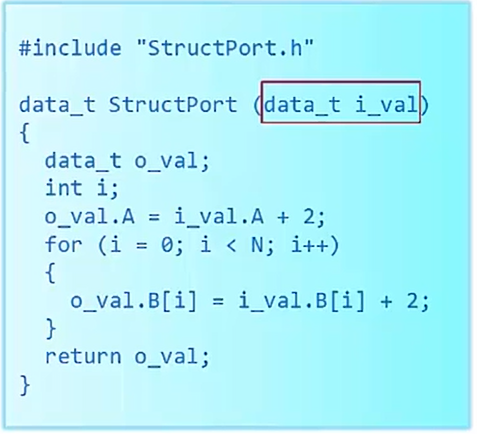 #include "StructPort.h"
data_t StructPort (data_t i_val)
{
data_t o_val;
int i;
o_val.A = i_val.A + 2;
for (i = 0; i < N; i++)
{
o_val.B[i] = i_val.B[i] + 2;
}
return o_val;
}